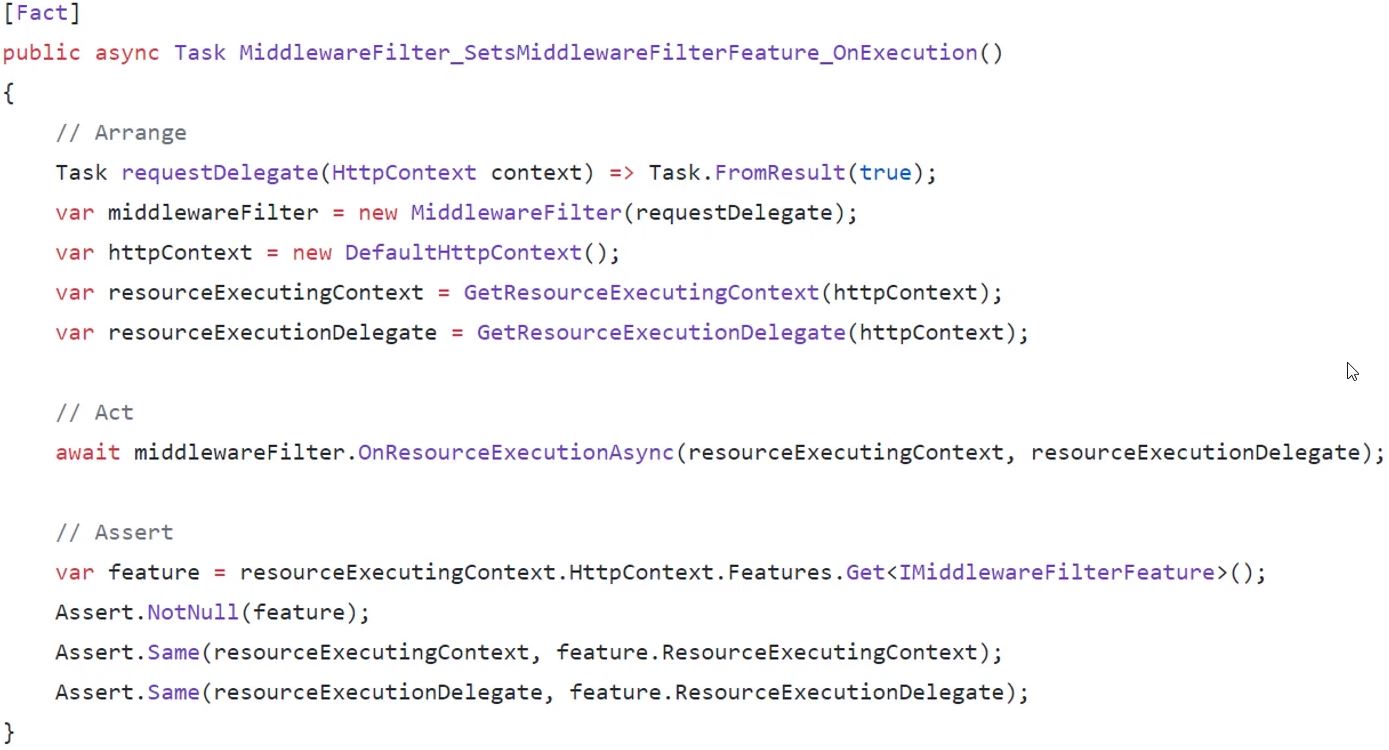 [Fact]
public async Task MiddlewareFilter_SetsMiddlewareFilterFeature_OnExecution()
{
    // Arrange
    Task requestDelegate(HttpContext context) => Task.FromResult(true);
    var middlewareFilter = new MiddlewareFilter(requestDelegate);
    var httpContext = new DefaultHttpContext();
    var resourceExecutingContext = GetResourceExecutingContext(httpContext);
    var resourceExecutionDelegate = GetResourceExecutionDelegate(httpContext);

    // Act
    await middlewareFilter.OnResourceExecutionAsync(resourceExecutingContext, resourceExecutionDelegate);

    // Assert
    var feature = resourceExecutingContext.HttpContext.Features.Get<IMiddlewareFilterFeature>();
    Assert.NotNull(feature);
    Assert.Same(resourceExecutingContext, feature.ResourceExecutingContext);
    Assert.Same(resourceExecutionDelegate, feature.ResourceExecutionDelegate);
}